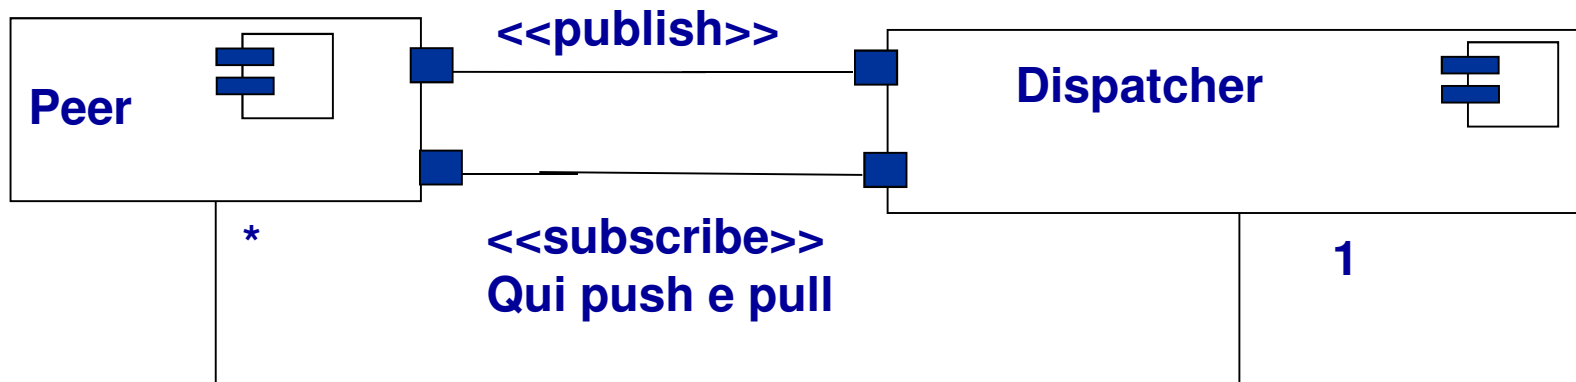 <<publish>>
Peer
Dispatcher
*
<<subscribe>>
Qui push e pull
1